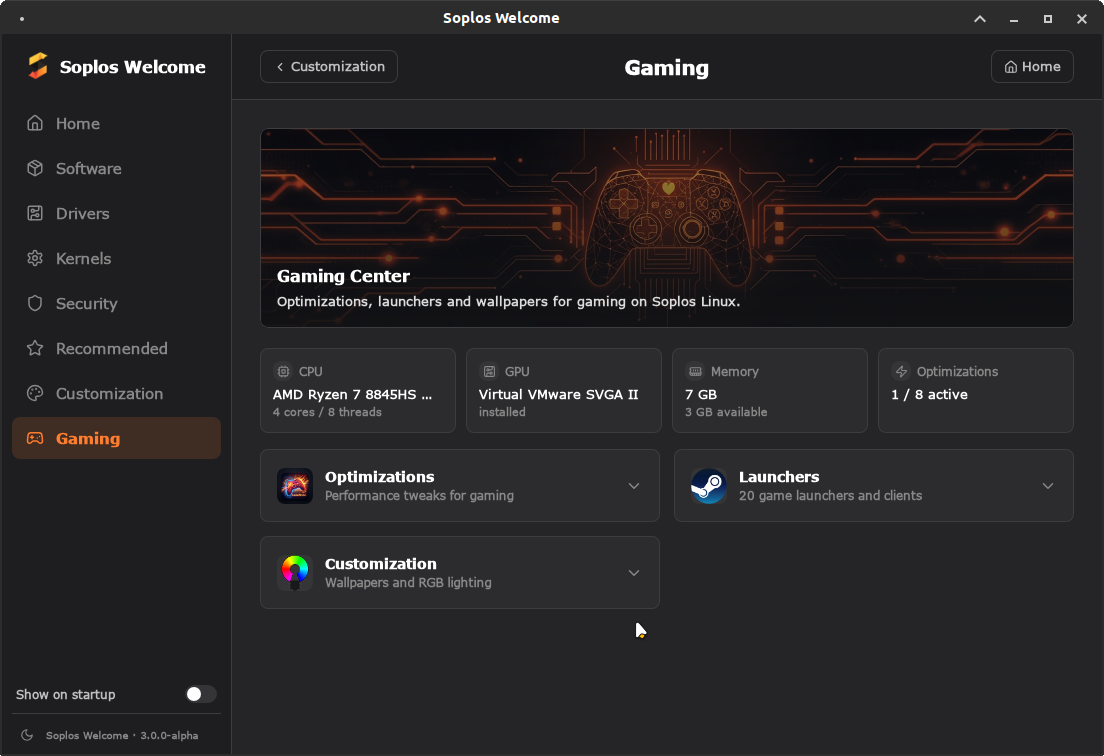 Soplos Welcome
Soplos Welcome
Customization
Gaming
Home
Home
Software
Drivers
Kernels
Security
Recommended
Customization
Gaming
Gaming Center
Optimizations, launchers and wallpapers for gaming on Soplos Linux.
CPU
AMD Ryzen 7 8845HS ...
4 cores / 8 threads
GPU
Virtual VMware SVGA II
installed
Memory
7 GB
3 GB available
Optimizations
1 / 8 active
Optimizations
Performance tweaks for gaming
Launchers
20 game launchers and clients
Customization
Wallpapers and RGB lighting
Show on startup
Soplos Welcome · 3.0.0-alpha